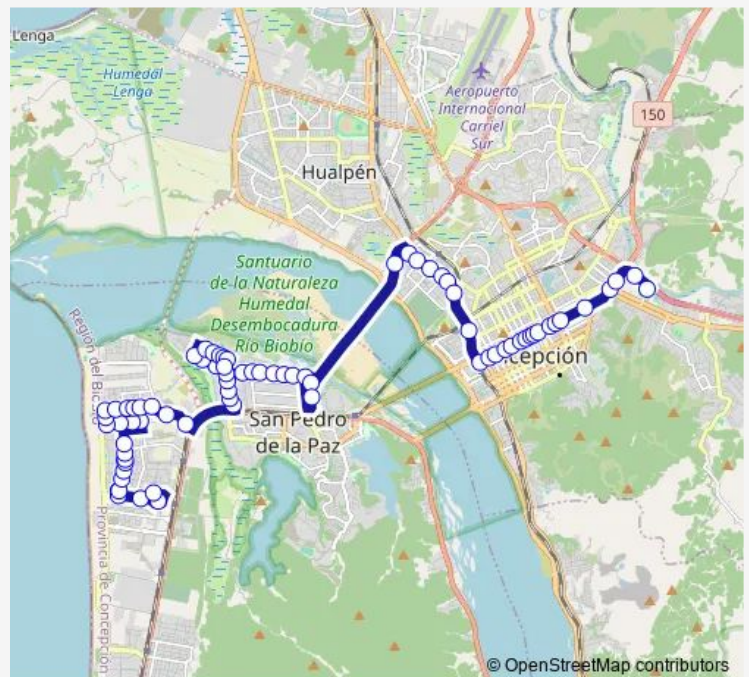 Lenga
Humedal
Lenga
Aeropuerto
Internacional
Carriel
Sur
150
Hualpén
Santuario
de la Naturaleza
Humedal
Desembocadura
Río Biobío
cepción
San Pedro
de la Paz
Región del Bío
Provincia de Concepción
© OpenStreetMap contributors